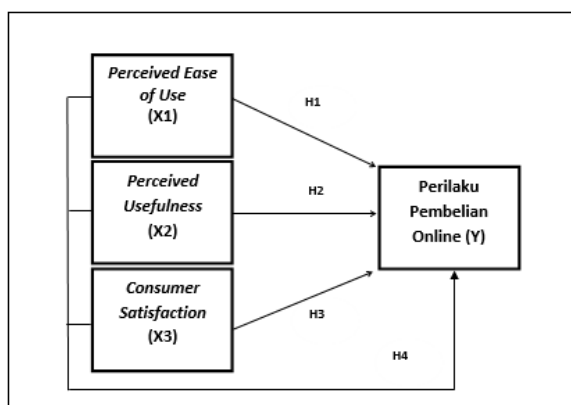 Perceived Ease
of Use
(X1)
H1
Perceived
Usefulness
(X2)
H2
Perilaku
Pembelian
Online (Y)
Consumer
Satisfaction
(X3)
H3
H4